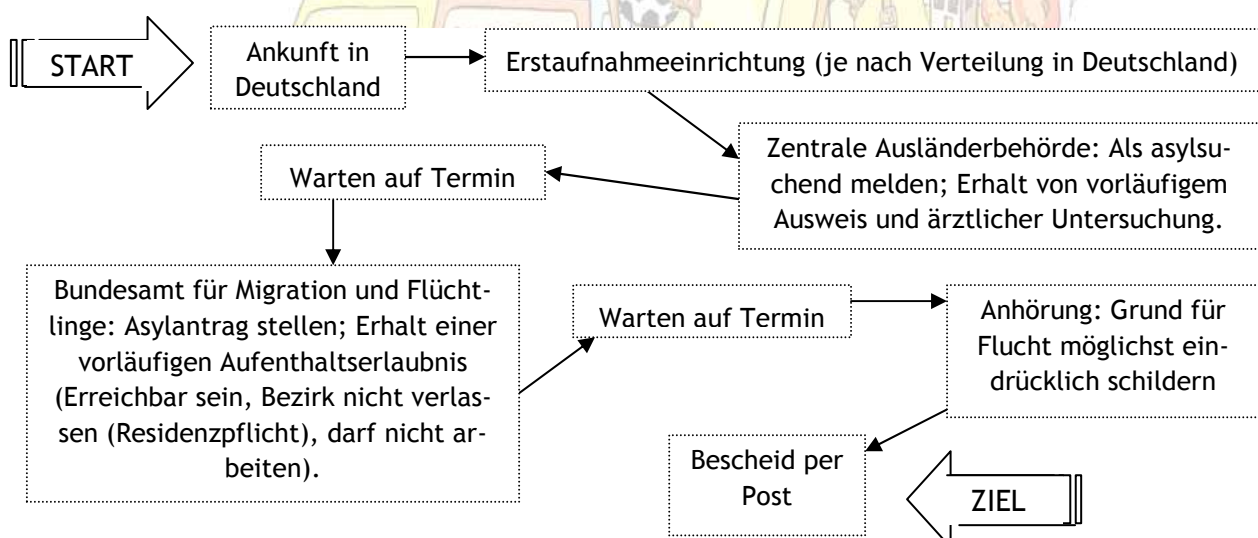 START
Ankunft in
Deutschland
Erstaufnahmeeinrichtung (je nach Verteilung in Deutschland)
Zentrale Ausländerbehörde: Als asylsu-
chend melden; Erhalt von vorläufigem
Ausweis und ärztlicher Untersuchung.
Warten auf Termin
Bundesamt für Migration und Flücht-
linge: Asylantrag stellen; Erhalt einer
vorläufigen Aufenthaltserlaubnis
(Erreichbar sein, Bezirk nicht verlas-
sen (Residenzpflicht), darf nicht ar-
beiten).
Warten auf Termin
Anhörung: Grund für
Flucht möglichst ein-
drücklich schildern
Bescheid per
Post
ZIEL